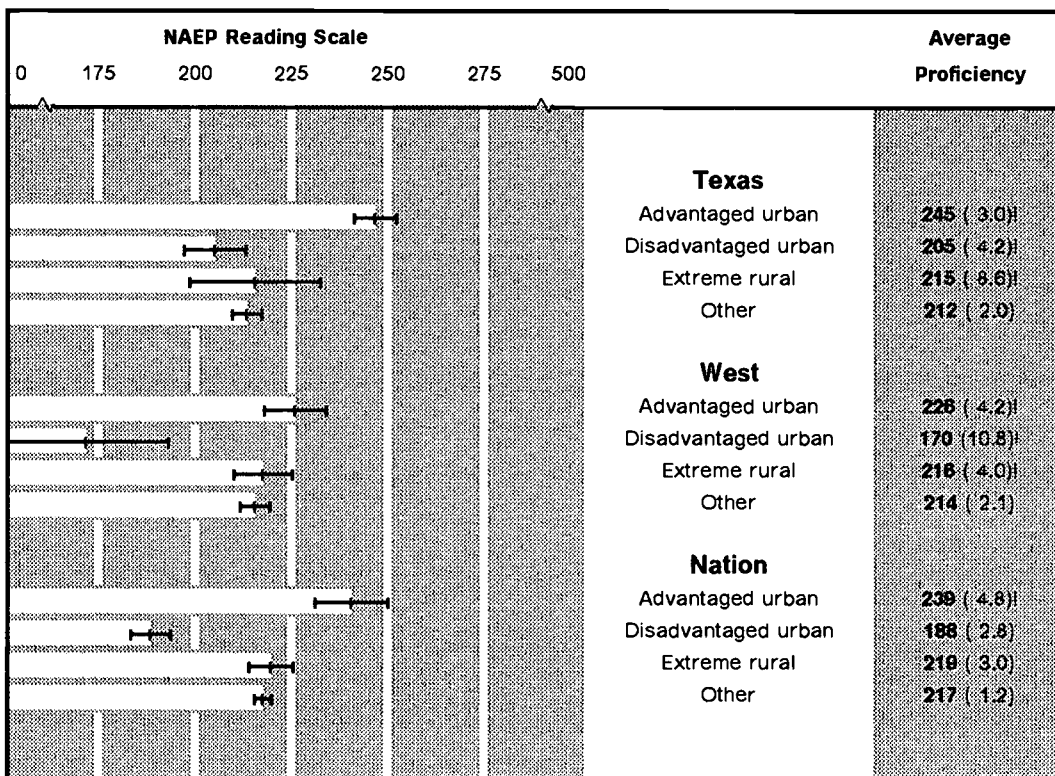 NAEP Reading Scale
Average
Proficiency
0 175 200 225 250 275 500
Texas
Advantaged urban 245 ( 3.0)!
Disadvantaged urban 205 ( 4.2)!
Extreme rural 215 ( 8.6)!
Other 212 ( 2.0)
West
Advantaged urban 226 ( 4.2)!
Disadvantaged urban 170 (10.8)!
Extreme rural 216 ( 4.0)!
Other 214 ( 2.1)
Nation
Advantaged urban 239 ( 4.8)!
Disadvantaged urban 188 ( 2.8)
Extreme rural 219 ( 3.0)
Other 217 ( 1.2)